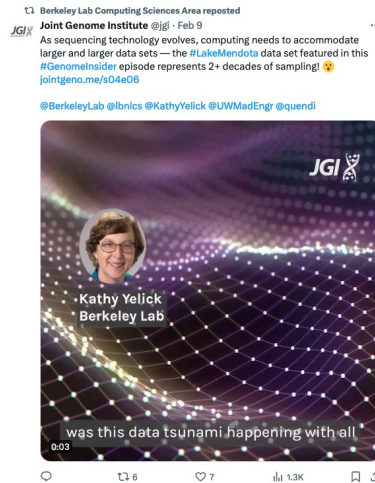 Berkeley Lab Computing Sciences Area reposted
Joint Genome Institute @jgi · Feb 9
As sequencing technology evolves, computing needs to accommodate
larger and larger data sets — the #LakeMendota data set featured in this
#GenomeInsider episode represents 2+ decades of sampling! 😮
jointgeno.me/s04e06
@BerkeleyLab @lbnlcs @KathyYelick @UWMadEngr @quendi
JGI
JGI
Kathy Yelick
Berkeley Lab
was this data tsunami happening with all
0:03
6
7
1.3K